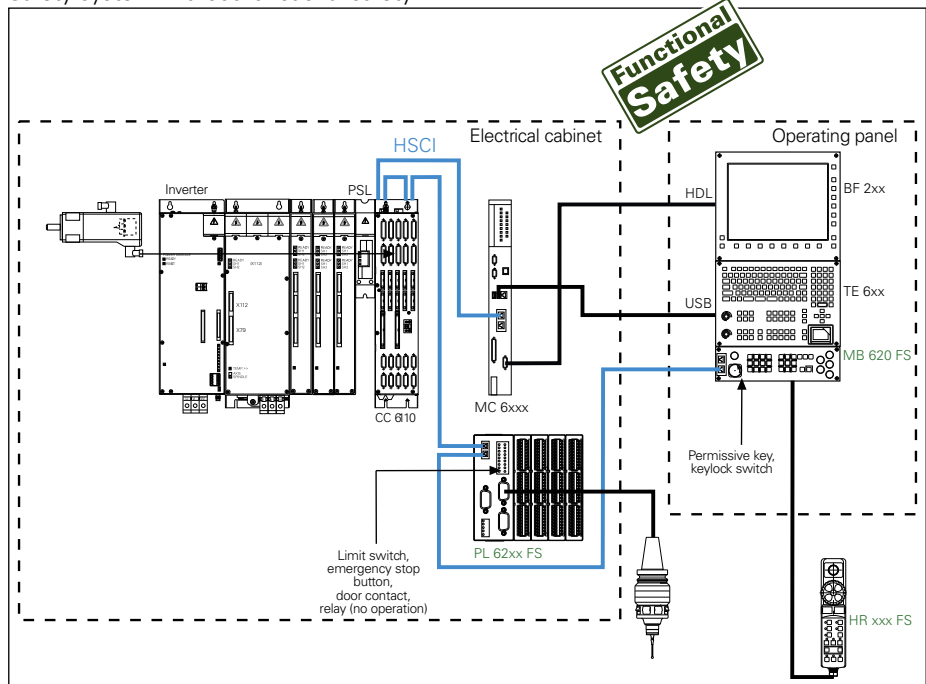 Functional
Safety
Electrical cabinet
Operating panel
HSCI
Inverter
PSL
HDL
BF 2xx
USB
TE 6xx
MB 620 FS
X112
X79
MC 6xxx
CC 6110
Permissive key,
keylock switch
PL 62xx FS
Limit switch,
emergency stop
button,
door contact,
relay (no operation)
HR xxx FS